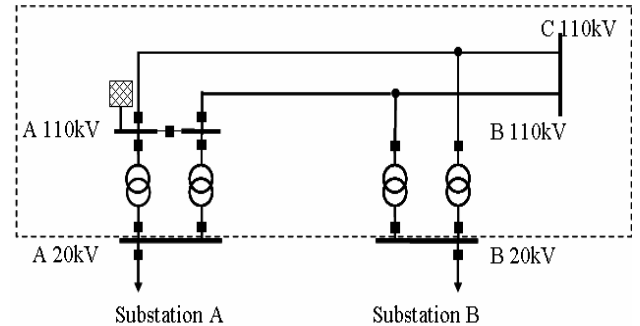 C 110kV
A 110kV
B 110kV
A 20kV
B 20kV
Substation A
Substation B